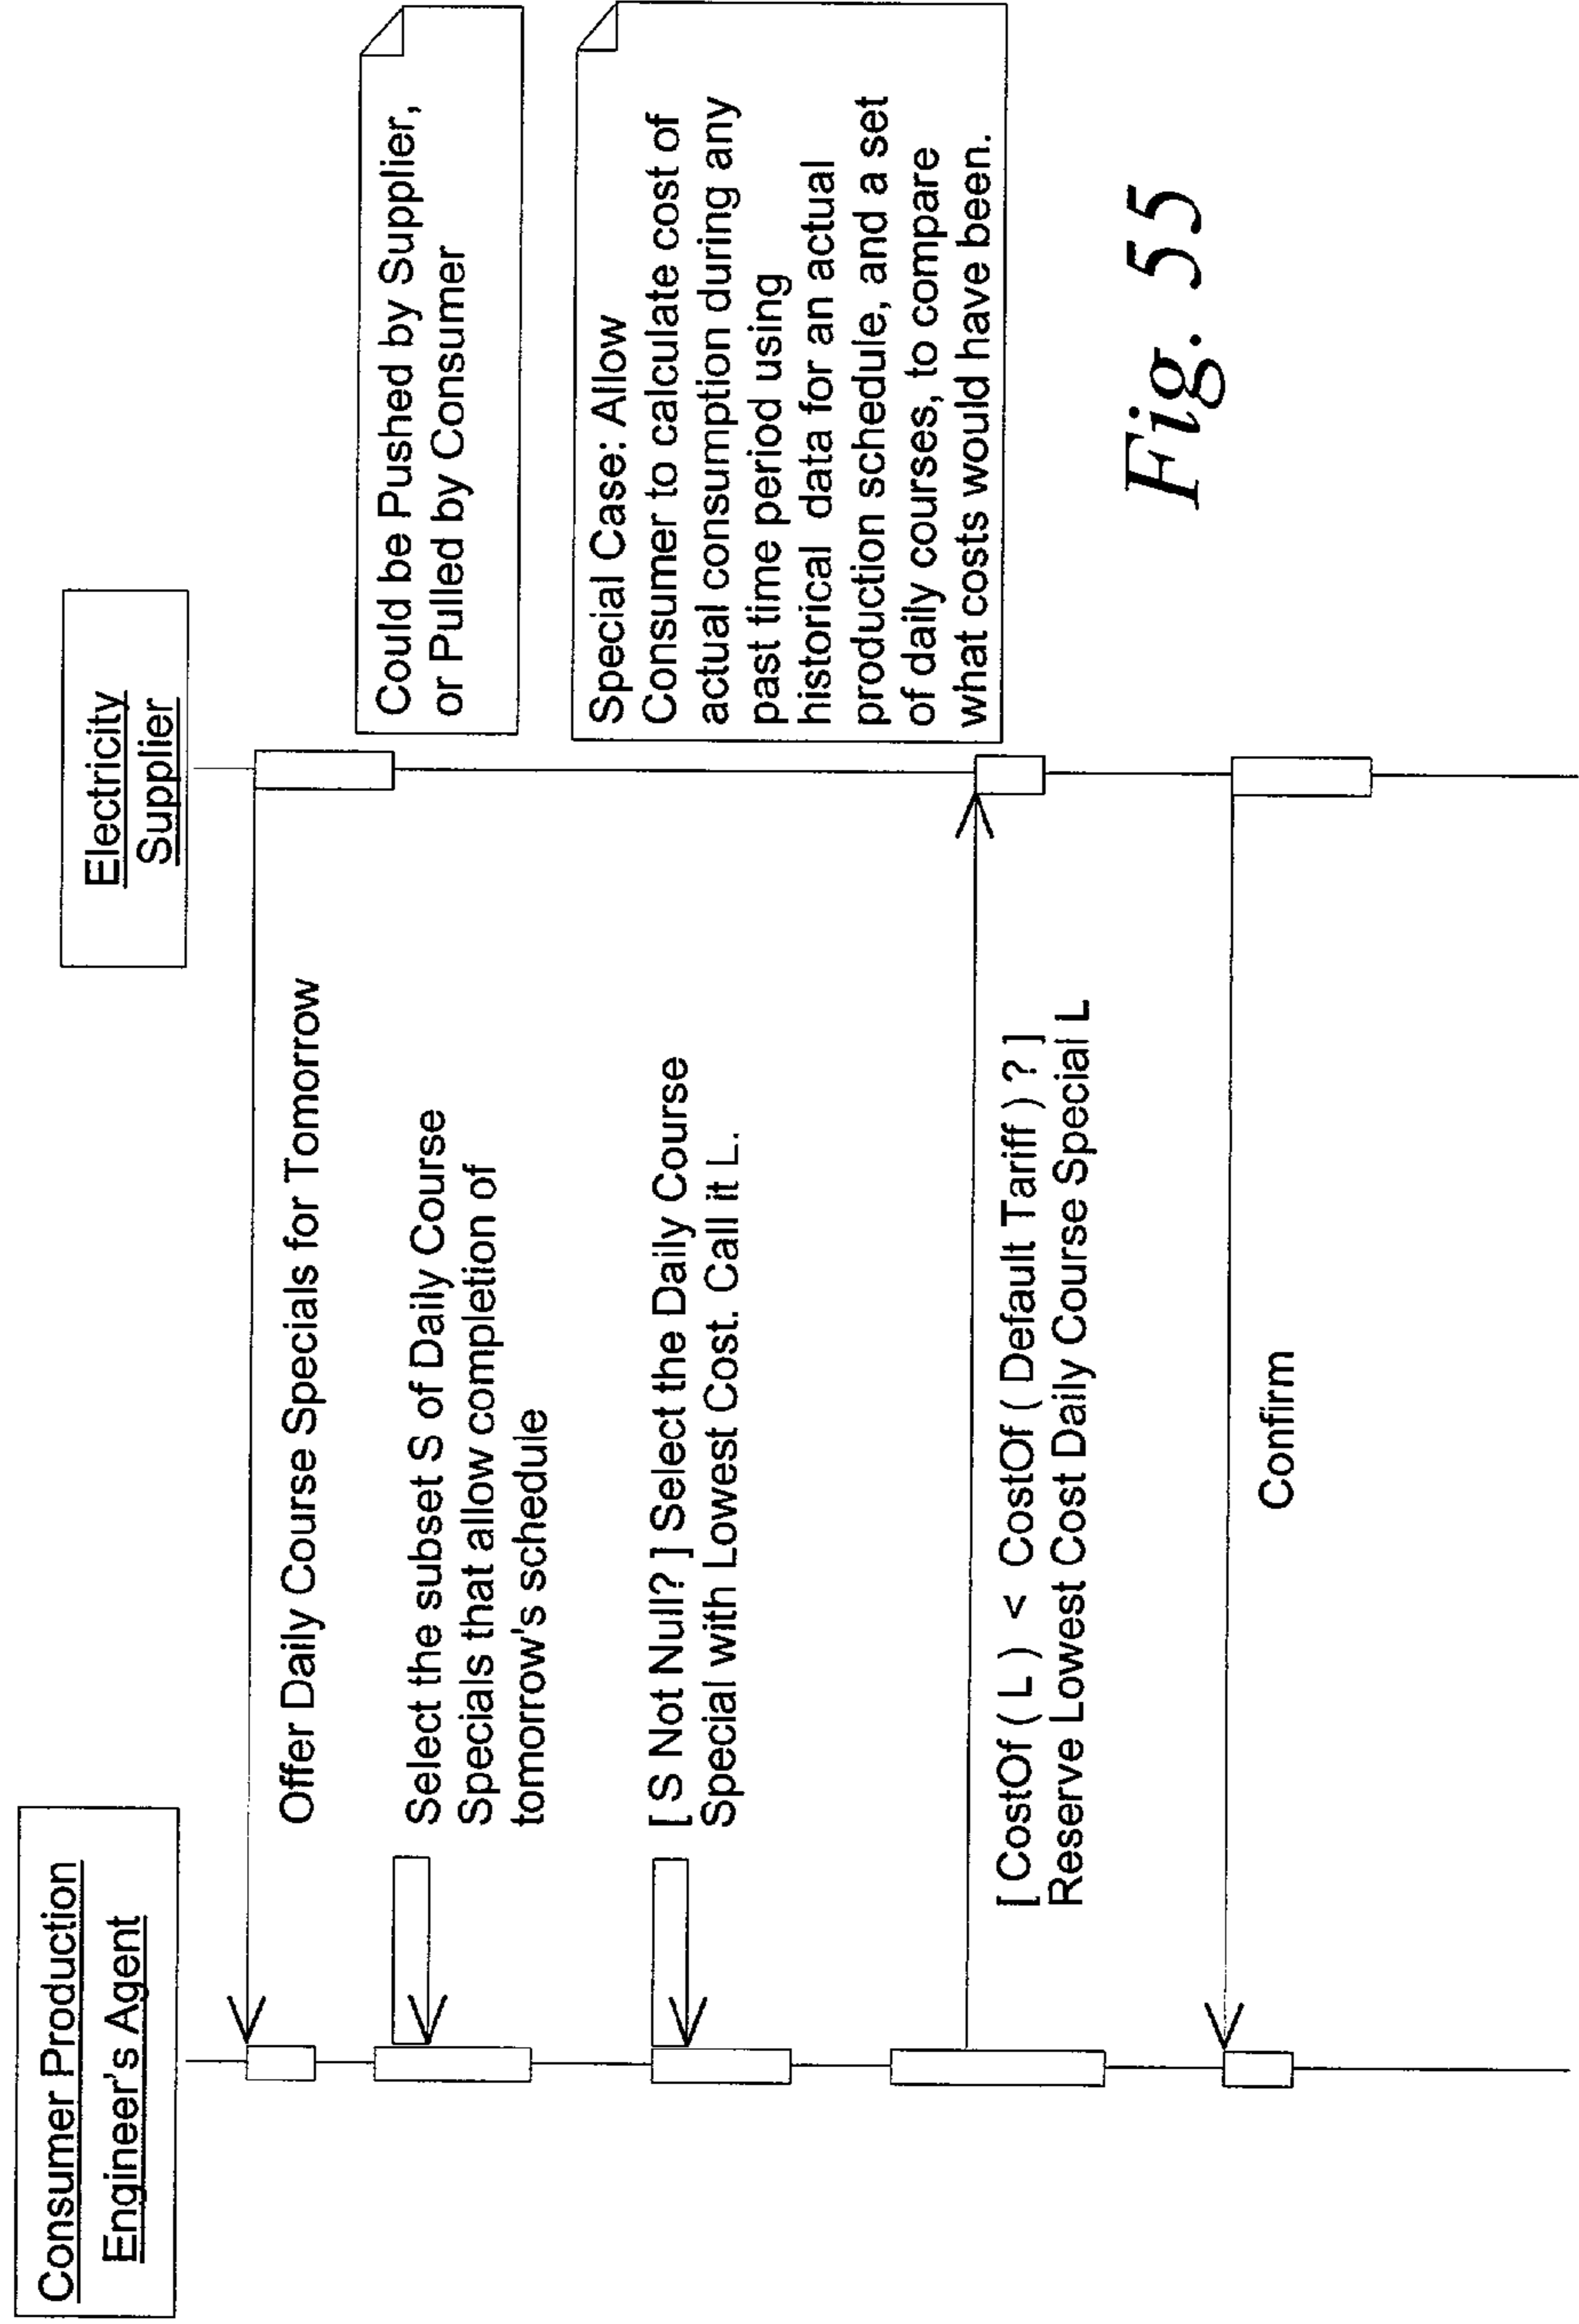 Consumer Production
Engineer's Agent
Electricity
Supplier
Offer Daily Course Specials for Tomorrow
Could be Pushed by Supplier,
or Pulled by Consumer
Select the subset S of Daily Course
Specials that allow completion of
tomorrow's schedule
Special Case: Allow
Consumer to calculate cost of
actual consumption during any
past time period using
historical data for an actual
production schedule, and a set
of daily courses, to compare
what costs would have been.
[ S Not Null? ] Select the Daily Course
Special with Lowest Cost. Call it L.
[ CostOf ( L ) < CostOf ( Default Tariff ) ? ]
Reserve Lowest Cost Daily Course Special L
Confirm
Fig. 55